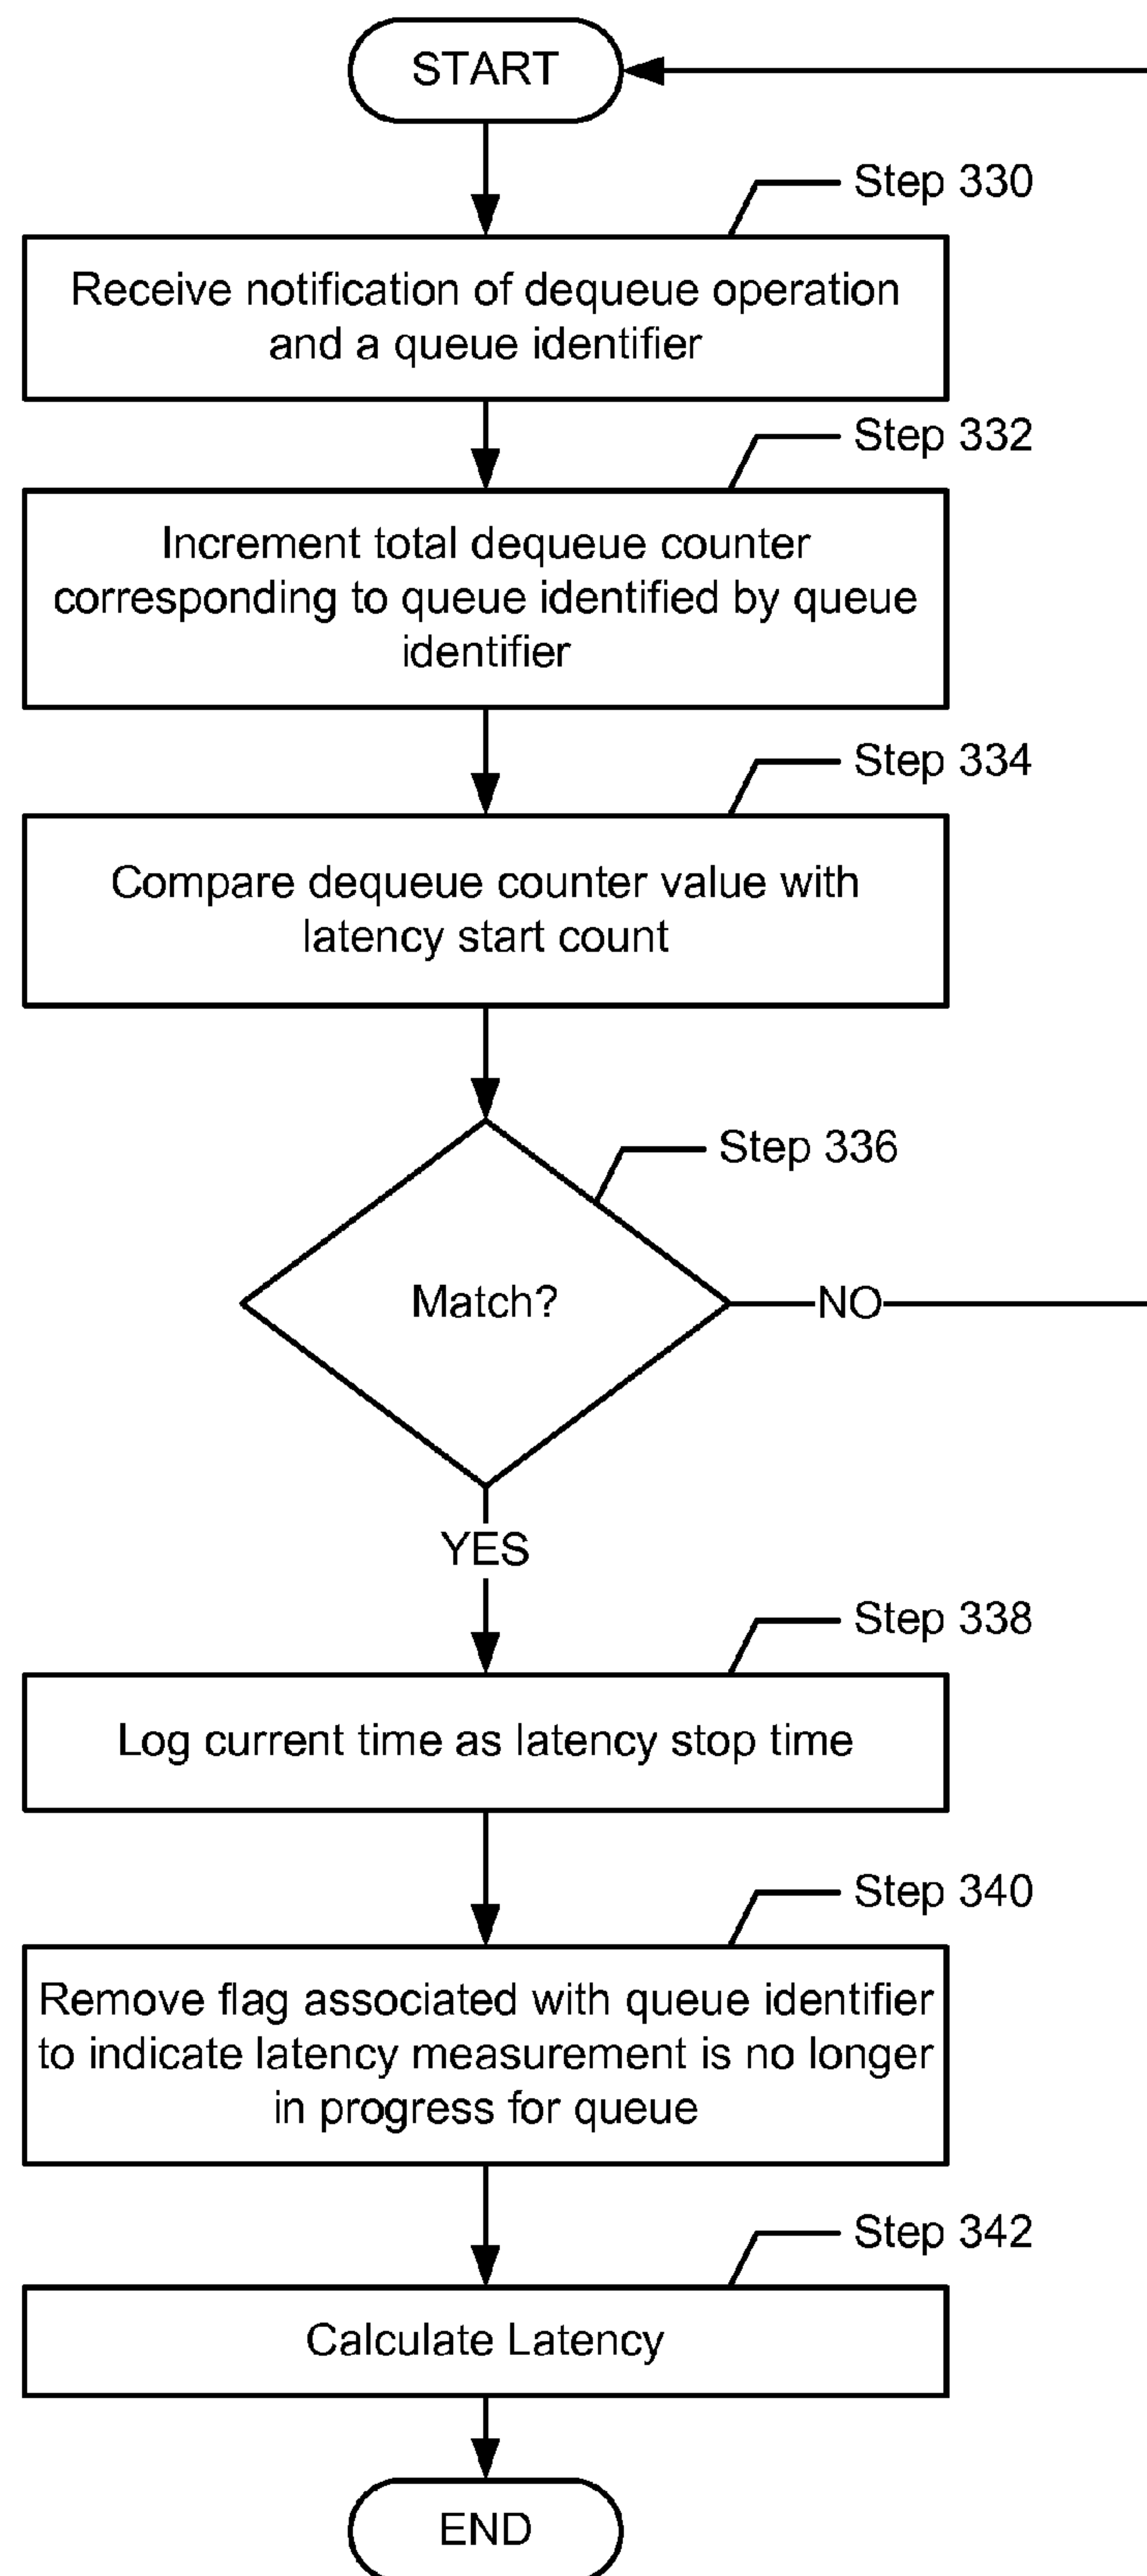 START
Step 330
Receive notification of dequeue operation
and a queue identifier
Step 332
Increment total dequeue counter
corresponding to queue identified by queue
identifier
Step 334
Compare dequeue counter value with
latency start count
Step 336
Match?
NO
YES
Step 338
Log current time as latency stop time
Step 340
Remove flag associated with queue identifier
to indicate latency measurement is no longer
in progress for queue
Step 342
Calculate Latency
END